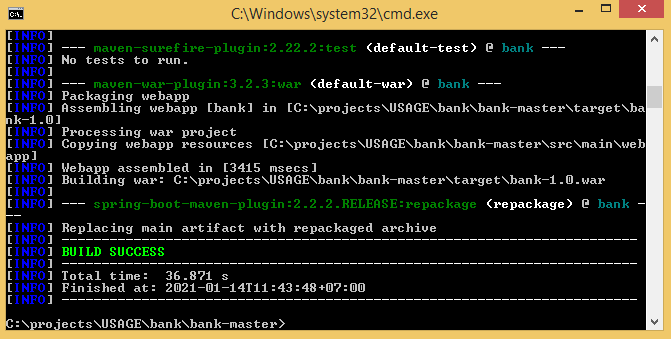 C:\Windows\system32\cmd.exe
[INFO]
[INFO] --- maven-surefire-plugin:2.22.2:test (default-test) @ bank ---
[INFO] No tests to run.
[INFO]
[INFO] --- maven-war-plugin:3.2.3:war (default-war) @ bank ---
[INFO] Packaging webapp
[INFO] Assembling webapp [bank] in [C:\projects\USAGE\bank\bank-master\target\ba
nk-1.0]
[INFO] Processing war project
[INFO] Copying webapp resources [C:\projects\USAGE\bank\bank-master\src\main\web
app]
[INFO] Webapp assembled in [3415 msecs]
[INFO] Building war: C:\projects\USAGE\bank\bank-master\target\bank-1.0.war
[INFO]
[INFO] --- spring-boot-maven-plugin:2.2.2.RELEASE:repackage (repackage) @ bank -
--
[INFO] Replacing main artifact with repackaged archive
[INFO] ------------------------------------------------------------------------
[INFO] BUILD SUCCESS
[INFO] ------------------------------------------------------------------------
[INFO] Total time:  36.871 s
[INFO] Finished at: 2021-01-14T11:43:48+07:00
[INFO] ------------------------------------------------------------------------
C:\projects\USAGE\bank\bank-master>